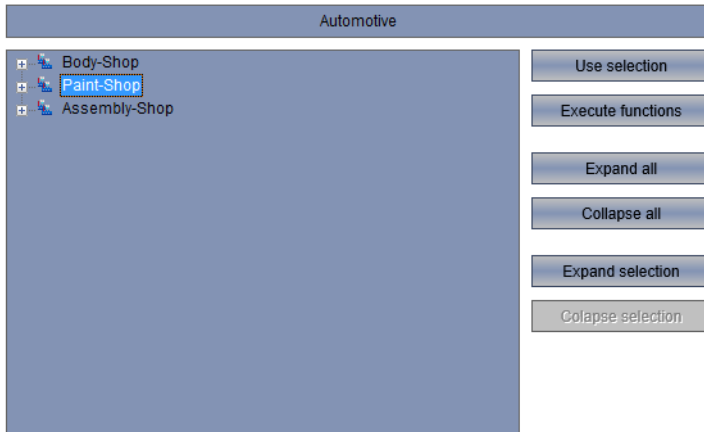 Automotive
Body-Shop
Paint-Shop
Assembly-Shop
Use selection
Execute functions
Expand all
Collapse all
Expand selection
Colapse selection